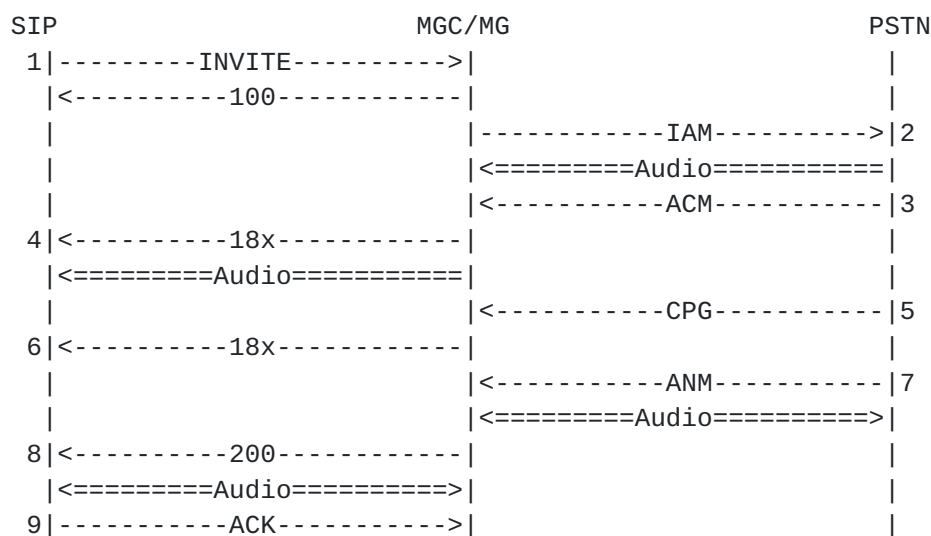 SIP                       MGC/MG                       PSTN
 1|---------INVITE---------->|                          |
  |<----------100------------|                          |
  |                          |------------IAM---------->|2
  |                          |<=========Audio===========|
  |                          |<-----------ACM-----------|3
 4|<----------18x------------|                          |
  |<=========Audio===========|                          |
  |                          |<-----------CPG-----------|5
 6|<----------18x------------|                          |
  |                          |<-----------ANM-----------|7
  |                          |<=========Audio==========>|
 8|<----------200------------|                          |
  |<=========Audio==========>|                          |
 9|-----------ACK----------->|                          |